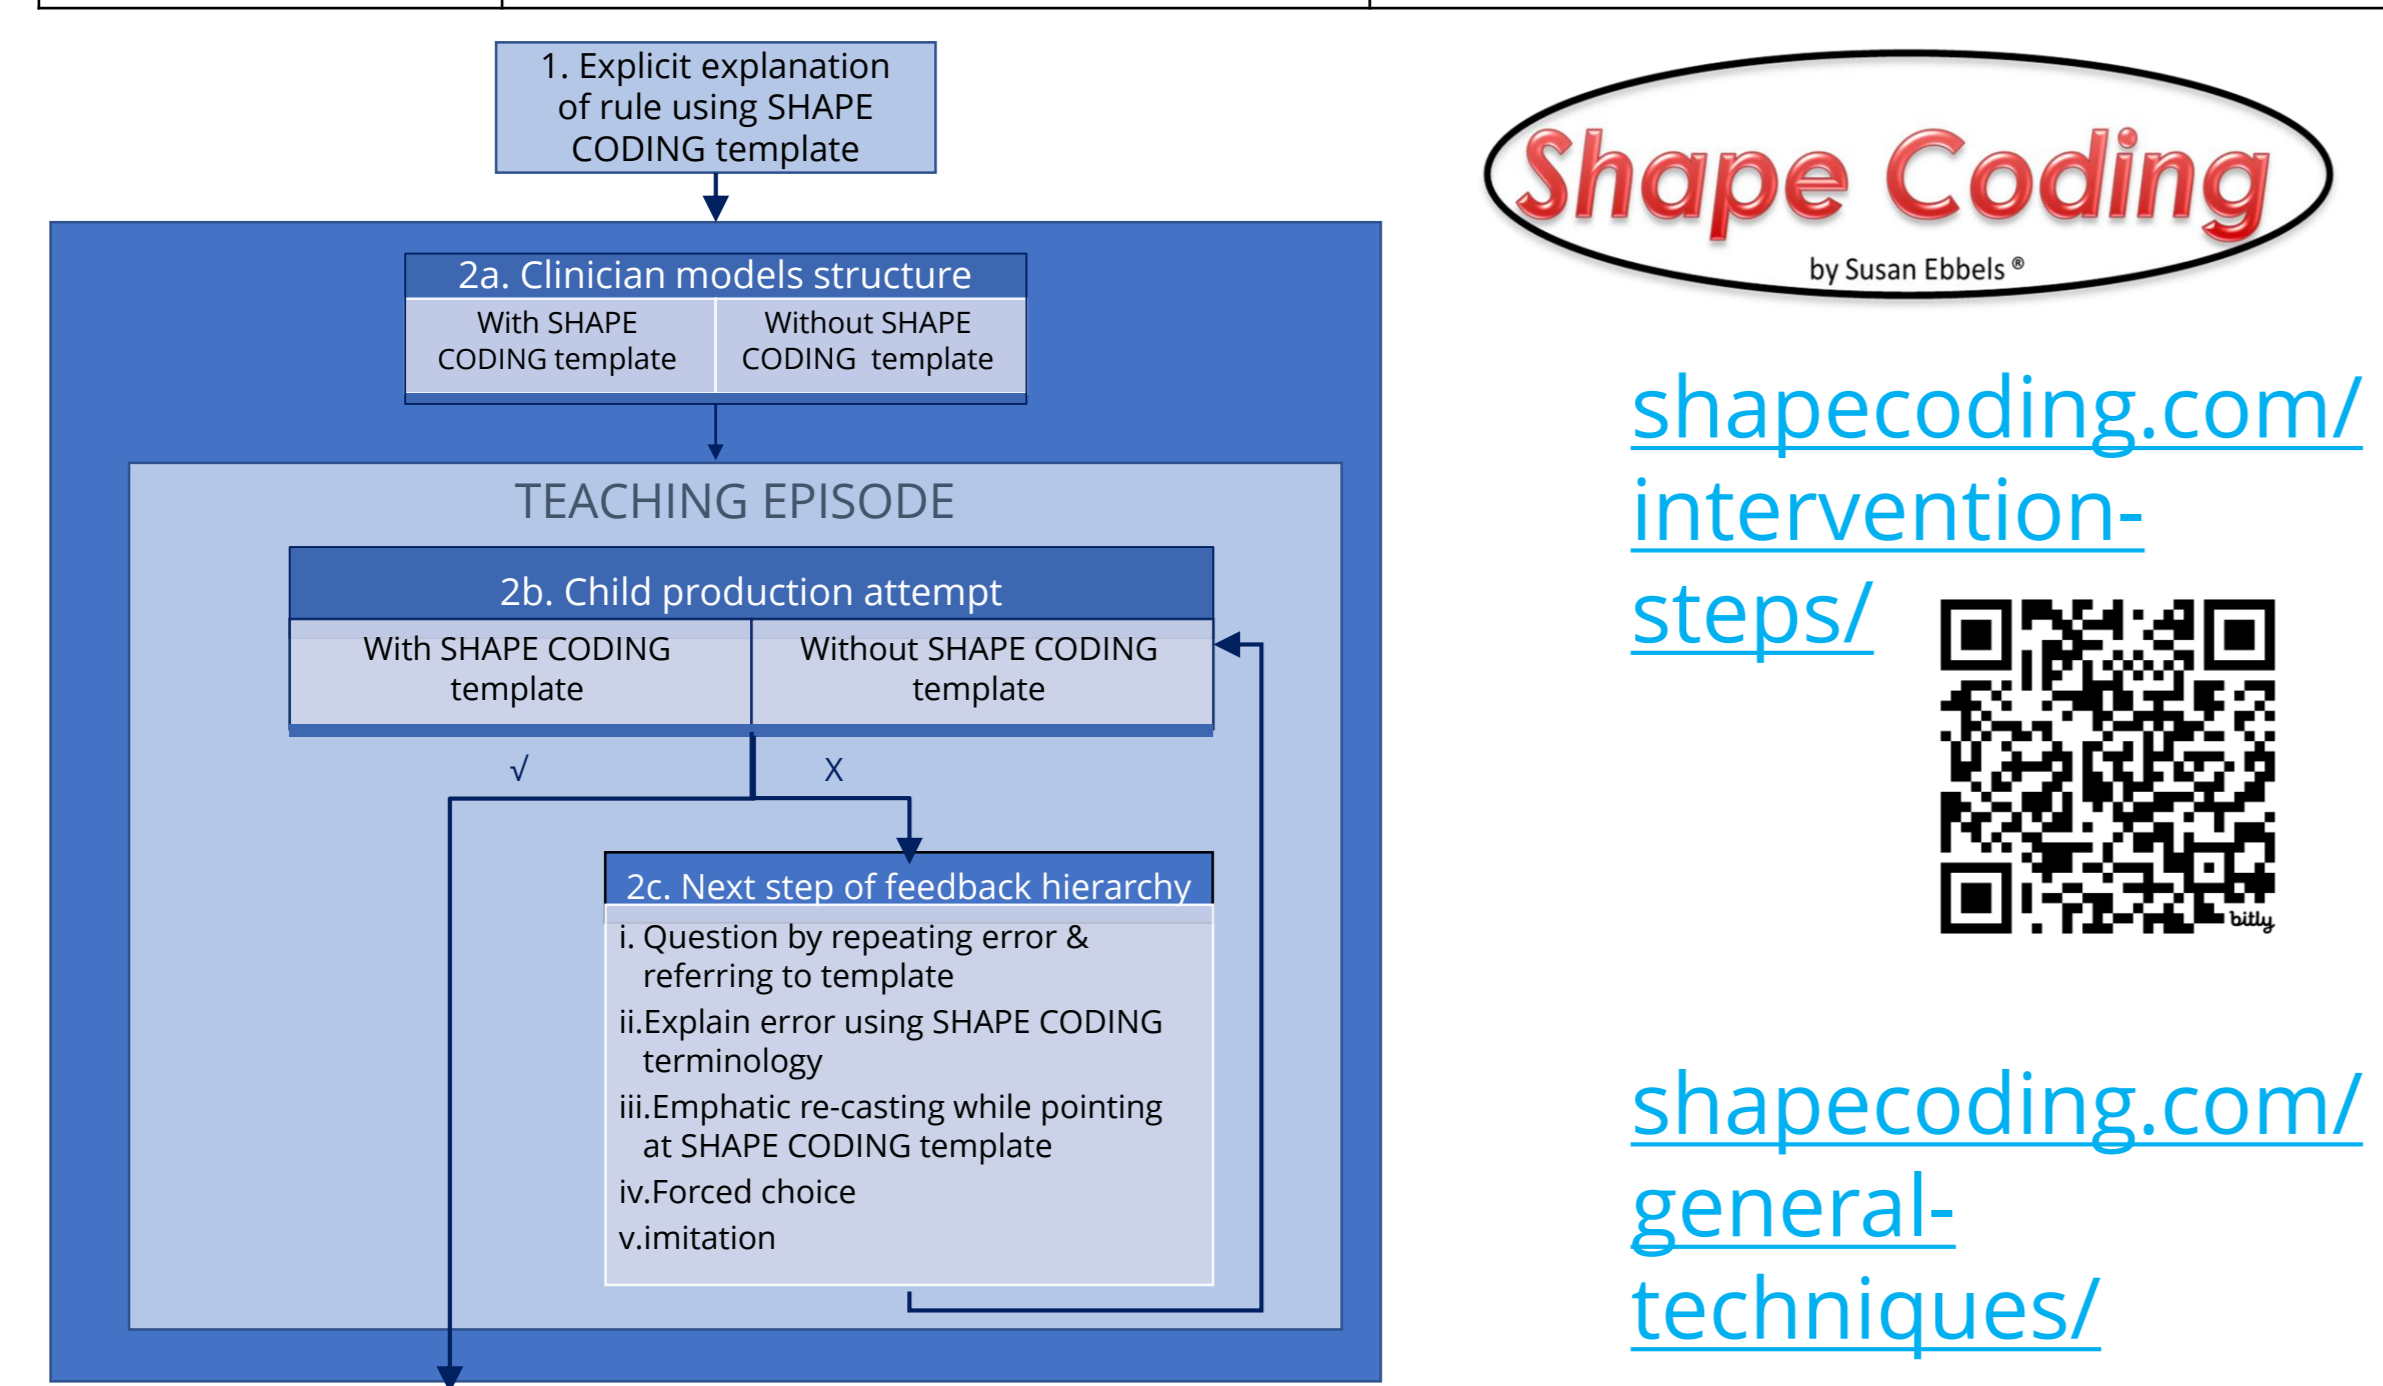 1. Explicit explanation
of rule using SHAPE
CODING template
2a. Clinician models structure
With SHAPE
CODING template
Without SHAPE
CODING template
TEACHING EPISODE
2b. Child production attempt
With SHAPE CODING
template
Without SHAPE CODING
template
√
X
2c. Next step of feedback hierarchy
i. Question by repeating error &
referring to template
ii.Explain error using SHAPE CODING
terminology
iii.Emphatic re-casting while pointing
at SHAPE CODING template
iv.Forced choice
v.imitation
Shape Coding
by Susan Ebbels ®
shapecoding.com/
intervention-
steps/
bitly
shapecoding.com/
general-
techniques/